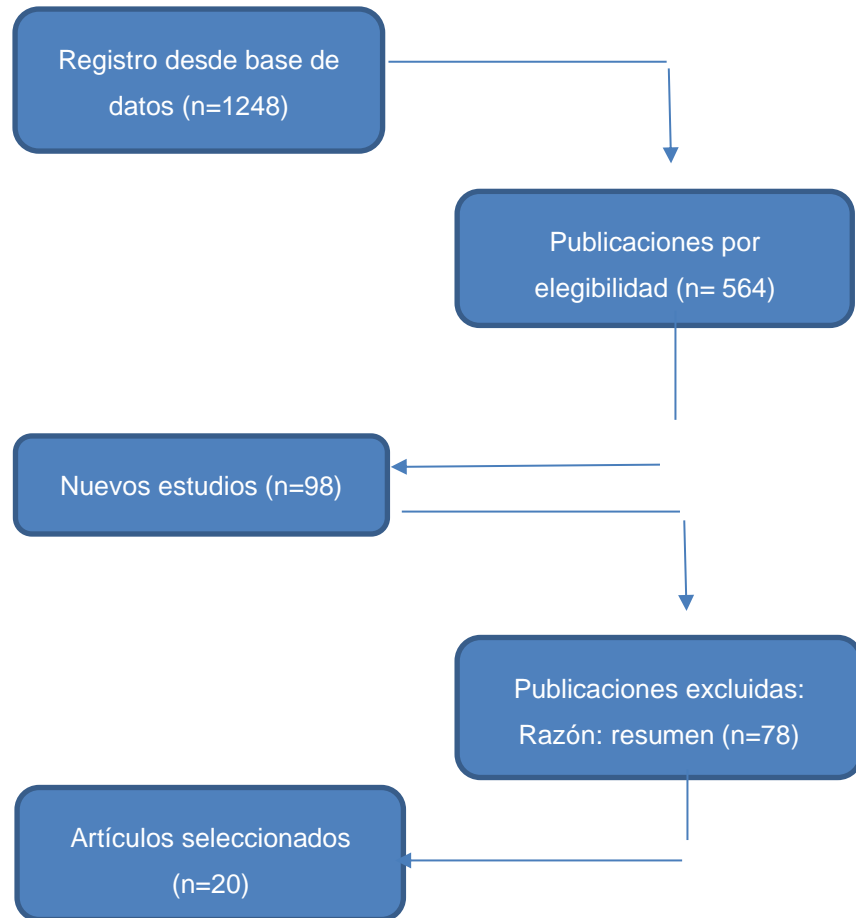 Registro desde base de
datos (n=1248)
Publicaciones por
elegibilidad (n= 564)
Nuevos estudios (n=98)
Publicaciones excluidas:
Razón: resumen (n=78)
Artículos seleccionados
(n=20)